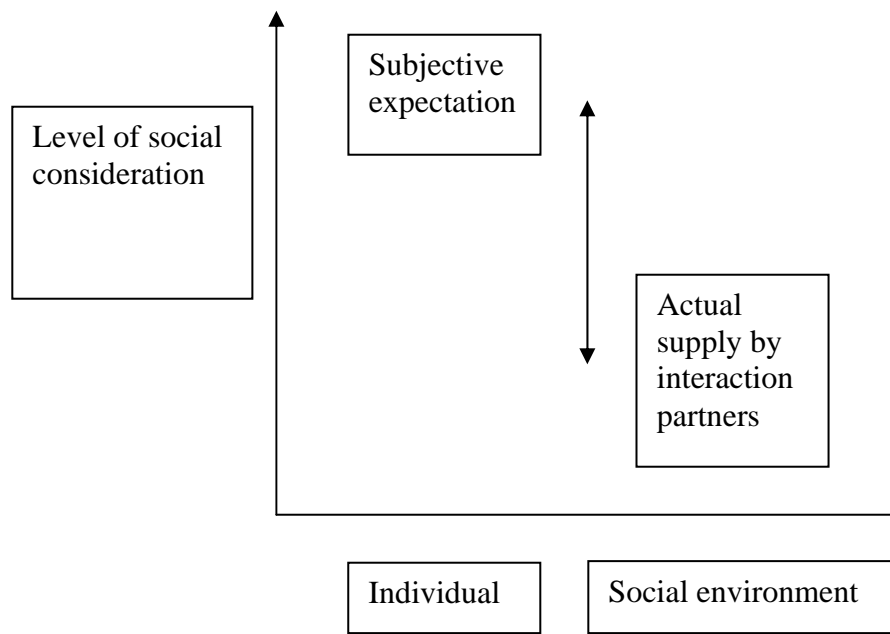 Subjective
expectation
Level of social
consideration
Actual
supply by
interaction
partners
Individual
Social environment